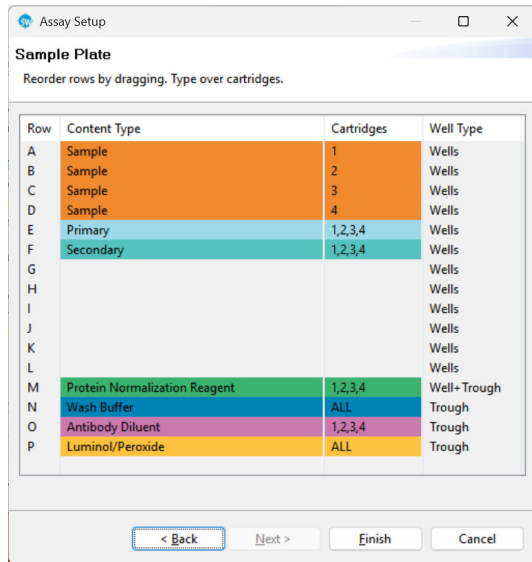 SW Assay Setup
Sample Plate
Reorder rows by dragging. Type over cartridges.
Row Content Type Cartridges Well Type
A Sample 1 Wells
B Sample 2 Wells
C Sample 3 Wells
D Sample 4 Wells
E Primary 1,2,3,4 Wells
F Secondary 1,2,3,4 Wells
G Wells
H Wells
I Wells
J Wells
K Wells
L Wells
M Protein Normalization Reagent 1,2,3,4 Well+Trough
N Wash Buffer ALL Trough
O Antibody Diluent 1,2,3,4 Trough
P Luminol/Peroxide ALL Trough
< Back Next > Finish Cancel